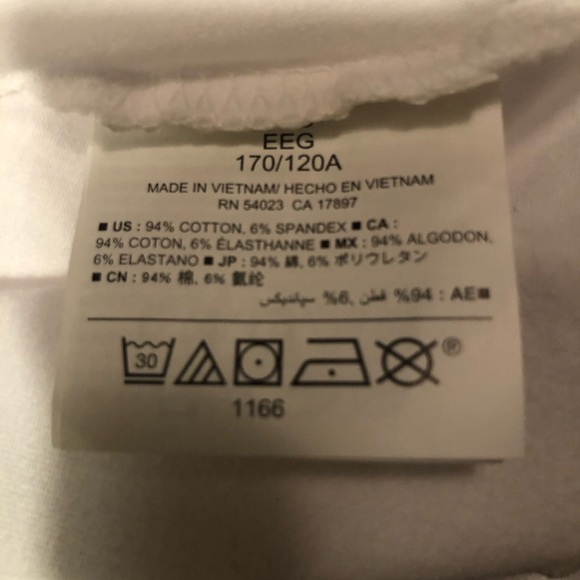 EEG
170/120A
MADE IN VIETNAM/ HECHO EN VIETNAM
RN 54023 CA 17897
■ US : 94% COTTON, 6% SPANDEX ■ CA :
94% COTON, 6% ÉLASTHANNE ■ MX : 94% ALGODON,
6% ELASTANO ■ JP : 94% 綿, 6% ポリウレタン
■ CN : 94% 棉, 6% 氨纶
■AE : 94% قطن, 6% سپانديكس
30
®
1166